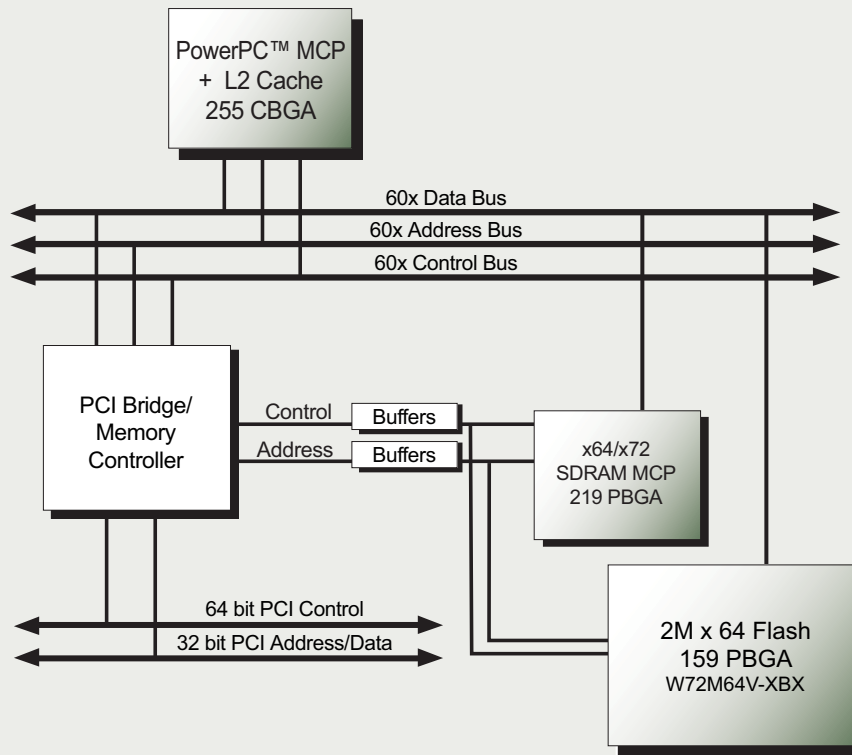 PowerPC™ MCP
+ L2 Cache
255 CBGA
60x Data Bus
60x Address Bus
60x Control Bus
PCI Bridge/
Memory
Controller
Control
Buffers
Address
Buffers
x64/x72
SDRAM MCP
219 PBGA
64 bit PCI Control
32 bit PCI Address/Data
2M x 64 Flash
159 PBGA
W72M64V-XBX